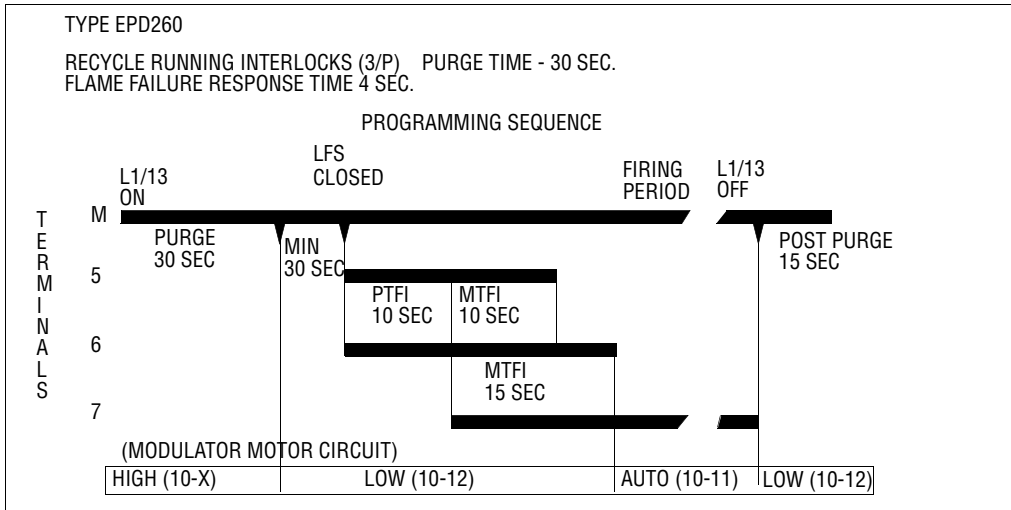 TYPE EPD260
RECYCLE RUNNING INTERLOCKS (3/P) PURGE TIME - 30 SEC.
FLAME FAILURE RESPONSE TIME 4 SEC.
PROGRAMMING SEQUENCE
L1/13
ON
LFS
CLOSED
FIRING
PERIOD
L1/13
OFF
TERMINALS
M
PURGE
30 SEC
MIN
30 SEC
POST PURGE
15 SEC
5
PTFI
10 SEC
MTFI
10 SEC
6
MTFI
15 SEC
7
(MODULATOR MOTOR CIRCUIT)
HIGH (10-X) LOW (10-12) AUTO (10-11) LOW (10-12)